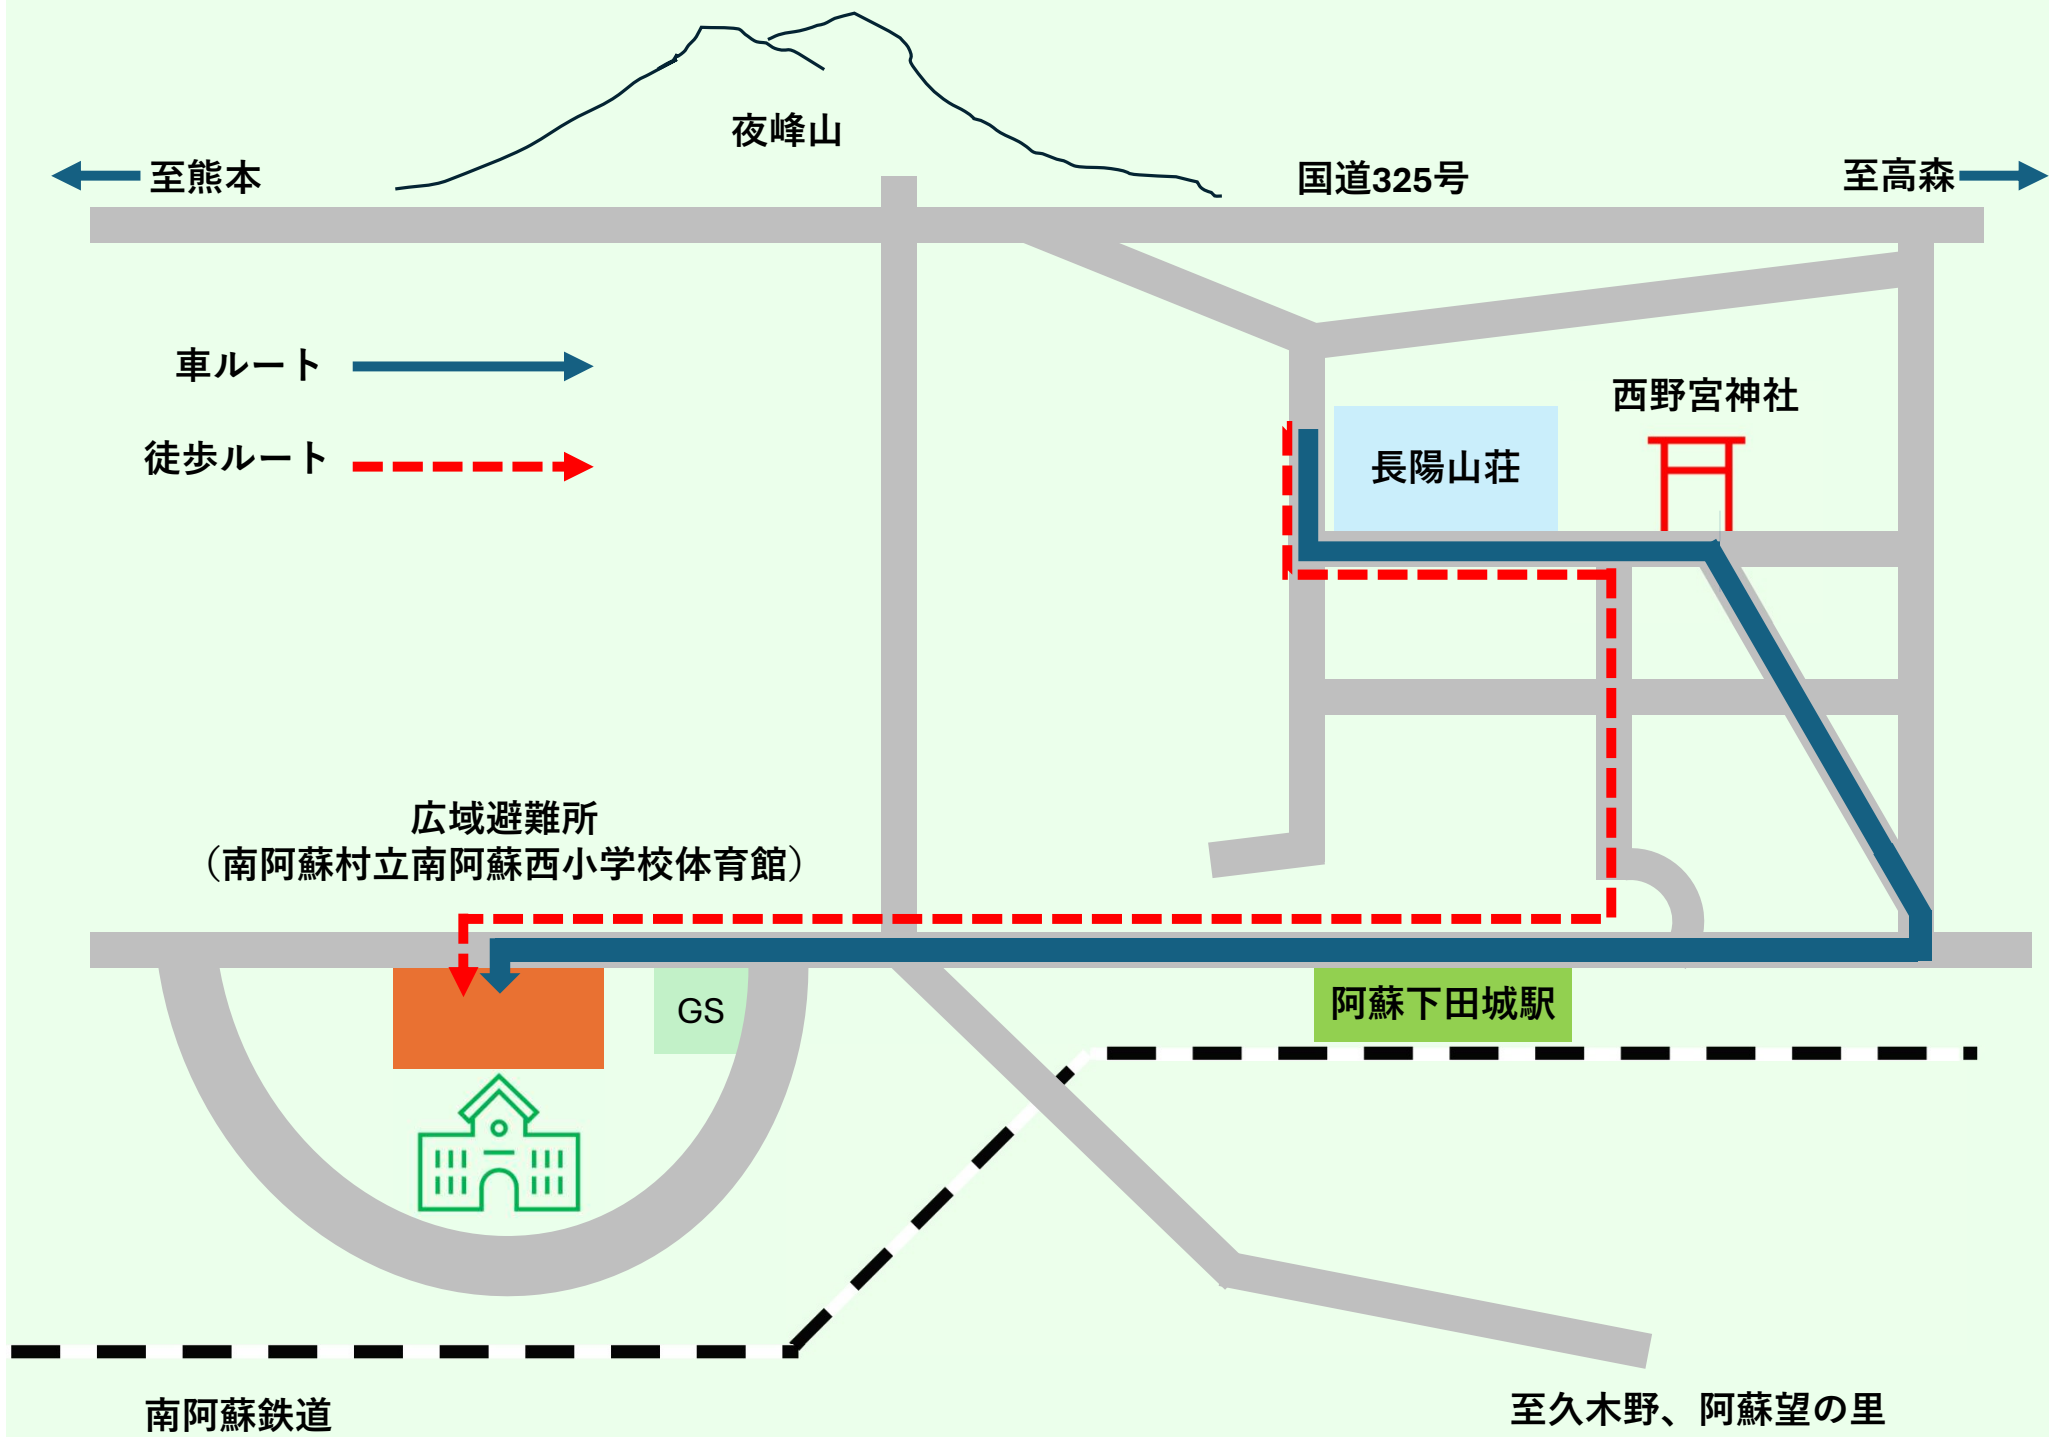 夜峰山
至熊本
国道325号
至高森
車ルート
西野宮神社
徒歩ルート
長陽山荘
広域避難所
（南阿蘇村立南阿蘇西小学校体育館）
阿蘇下田城駅
GS
南阿蘇鉄道
至久木野、阿蘇望の里